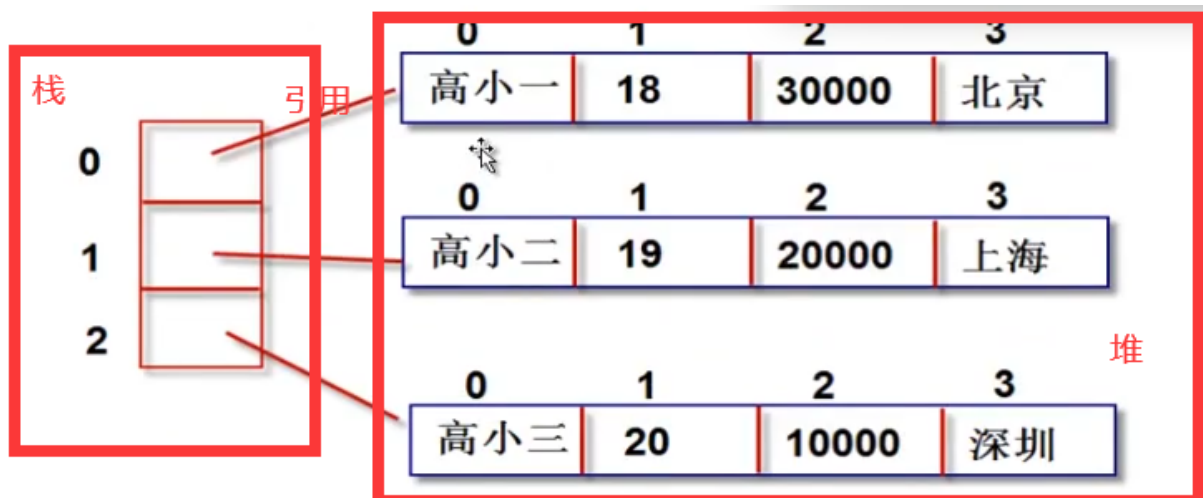 栈
引用
0
1
2
0 1 2 3
高小一 18 30000 北京
0 1 2 3
高小二 19 20000 上海
0 1 2 3
高小三 20 10000 深圳
堆